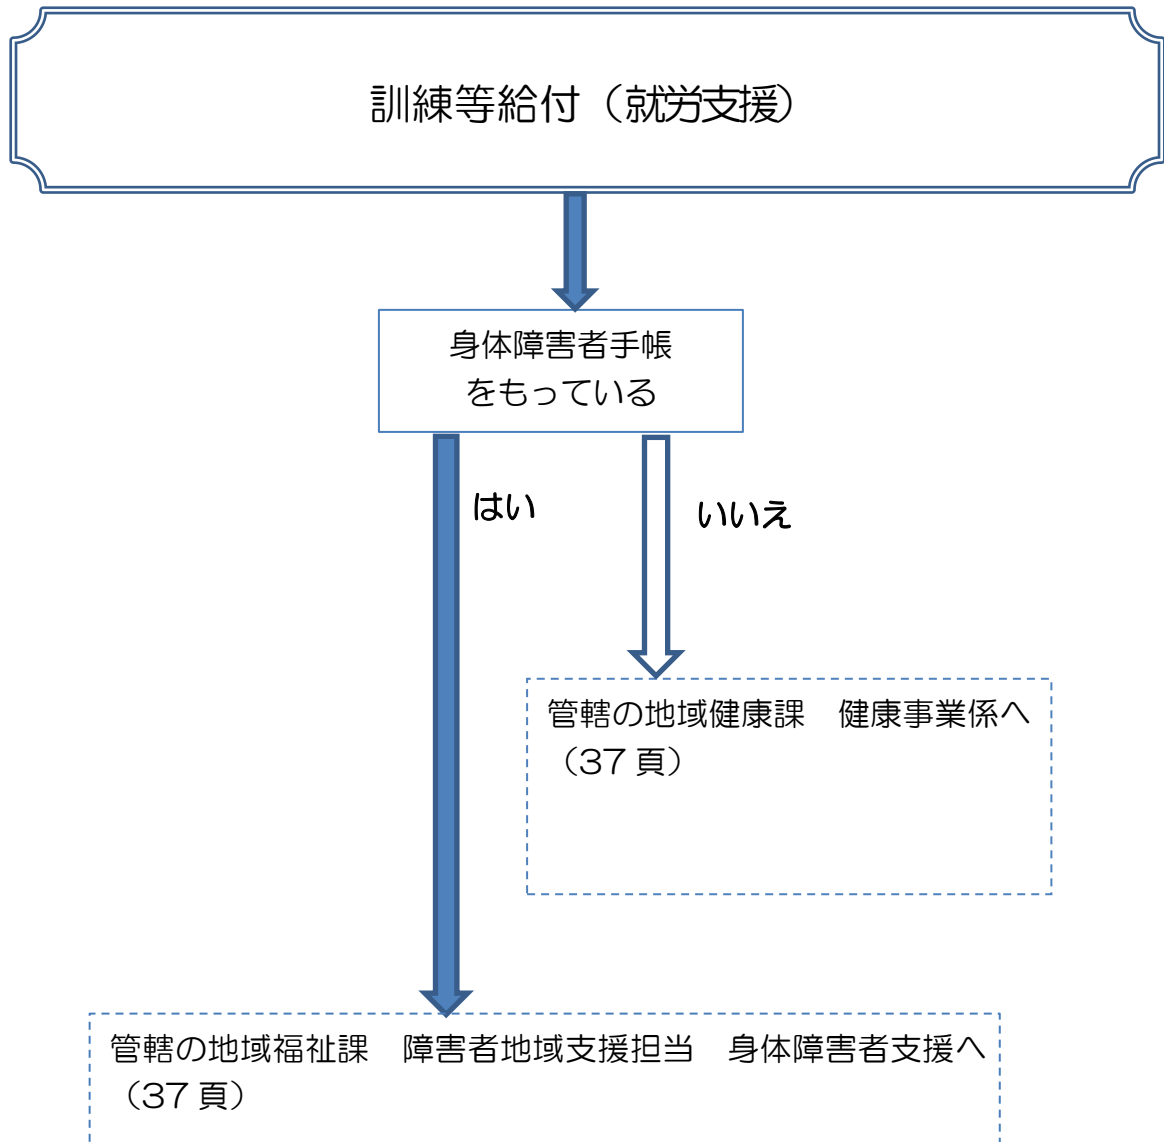 訓練等給付（就労支援）
身体障害者手帳
をもっている
はい
いいえ
管轄の地域健康課　健康事業係へ
（37 頁）
管轄の地域福祉課　障害者地域支援担当　身体障害者支援へ
（37 頁）